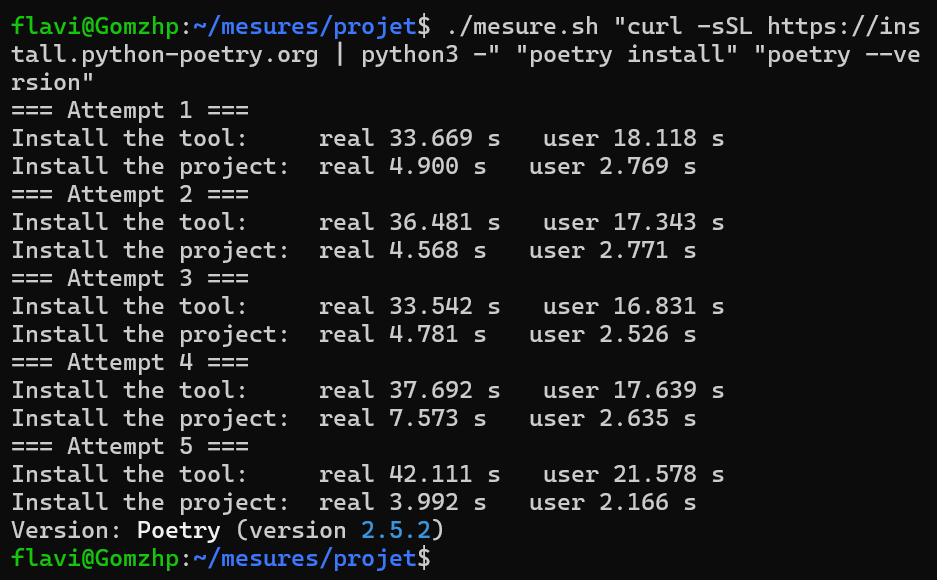 flavi@Gomzhp:~/mesures/projet$ ./mesure.sh "curl -sSL https://ins
tall.python-poetry.org | python3 -" "poetry install" "poetry --ve
rsion"
=== Attempt 1 ===
Install the tool:     real 33.669 s   user 18.118 s
Install the project:  real 4.900 s   user 2.769 s
=== Attempt 2 ===
Install the tool:     real 36.481 s   user 17.343 s
Install the project:  real 4.568 s   user 2.771 s
=== Attempt 3 ===
Install the tool:     real 33.542 s   user 16.831 s
Install the project:  real 4.781 s   user 2.526 s
=== Attempt 4 ===
Install the tool:     real 37.692 s   user 17.639 s
Install the project:  real 7.573 s   user 2.635 s
=== Attempt 5 ===
Install the tool:     real 42.111 s   user 21.578 s
Install the project:  real 3.992 s   user 2.166 s
Version: Poetry (version 2.5.2)
flavi@Gomzhp:~/mesures/projet$